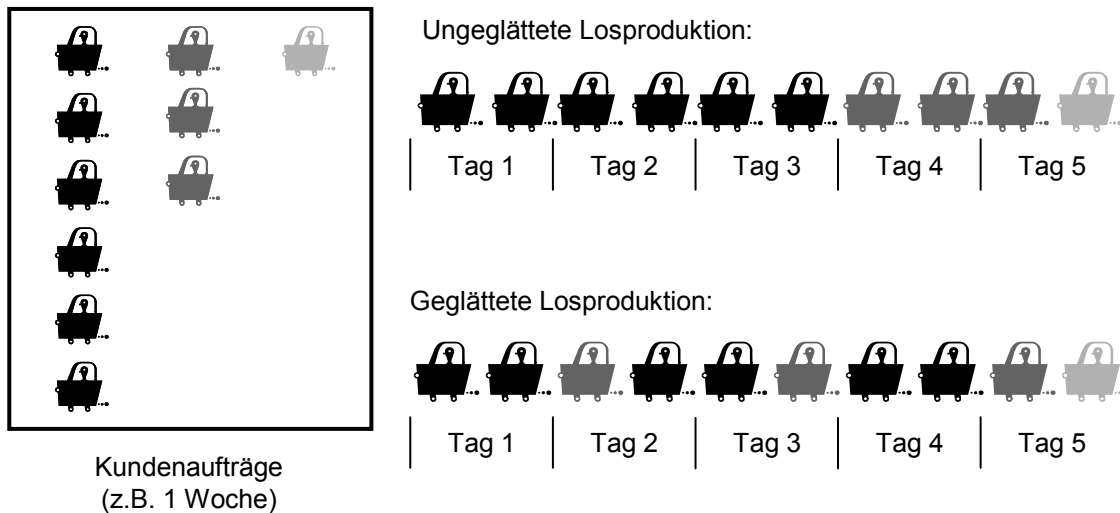 Ungeglättete Losproduktion:
Tag 1
Tag 2
Tag 3
Tag 4
Tag 5
Geglättete Losproduktion:
Tag 1
Tag 2
Tag 3
Tag 4
Tag 5
Kundenaufträge
(z.B. 1 Woche)